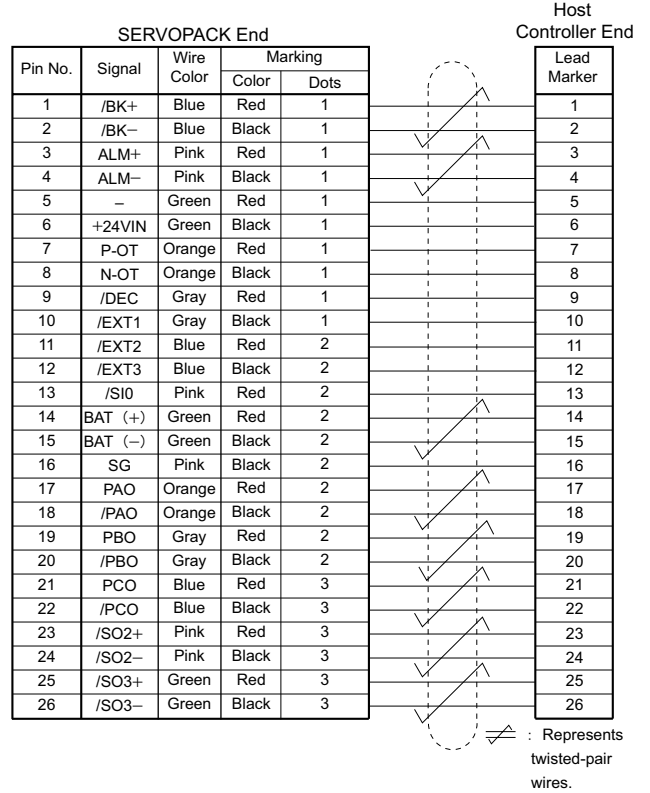 Host
SERVOPACK End Controller End
Pin No. Signal Wire Color Marking Lead Marker
Color Dots
1 /BK+ Blue Red 1 1
2 /BK− Blue Black 1 2
3 ALM+ Pink Red 1 3
4 ALM− Pink Black 1 4
5 – Green Red 1 5
6 +24VIN Green Black 1 6
7 P-OT Orange Red 1 7
8 N-OT Orange Black 1 8
9 /DEC Gray Red 1 9
10 /EXT1 Gray Black 1 10
11 /EXT2 Blue Red 2 11
12 /EXT3 Blue Black 2 12
13 /SI0 Pink Red 2 13
14 BAT (+) Green Red 2 14
15 BAT (−) Green Black 2 15
16 SG Pink Black 2 16
17 PAO Orange Red 2 17
18 /PAO Orange Black 2 18
19 PBO Gray Red 2 19
20 /PBO Gray Black 2 20
21 PCO Blue Red 3 21
22 /PCO Blue Black 3 22
23 /SO2+ Pink Red 3 23
24 /SO2− Pink Black 3 24
25 /SO3+ Green Red 3 25
26 /SO3− Green Black 3 26
: Represents
twisted-pair
wires.